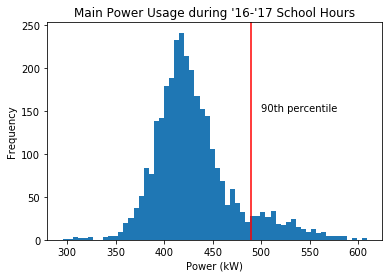 Main Power Usage during '16-'17 School Hours
250
200
150
100
50
0
Frequency
90th percentile
300 350 400 450 500 550 600
Power (kW)